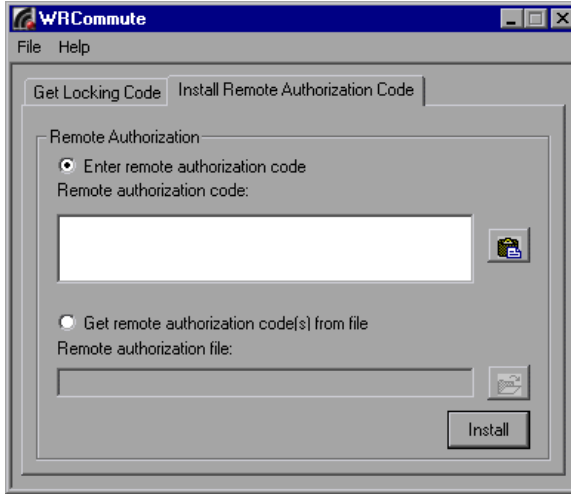 WRCommute
File Help
Get Locking Code Install Remote Authorization Code
Remote Authorization
Enter remote authorization code
Remote authorization code:
Get remote authorization code(s) from file
Remote authorization file:
Install